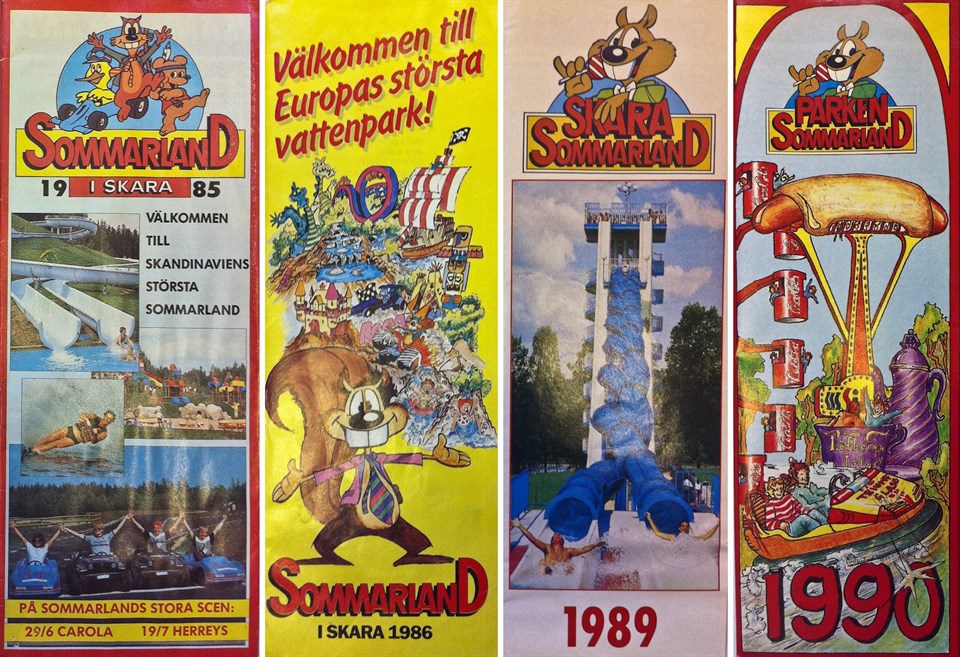 SOMMARLAND
19 I SKARA 85
VÄLKOMMEN
TILL
SKANDINAVIENS
STÖRSTA
SOMMARLAND
PÅ SOMMARLANDS STORA SCEN:
29/6 CAROLA 19/7 HERREYS
Välkommen till
Europas största
vattenpark!
SOMMARLAND
I SKARA 1986
SKARA
SOMMARLAND
1989
PARKEN
SOMMARLAND
1990